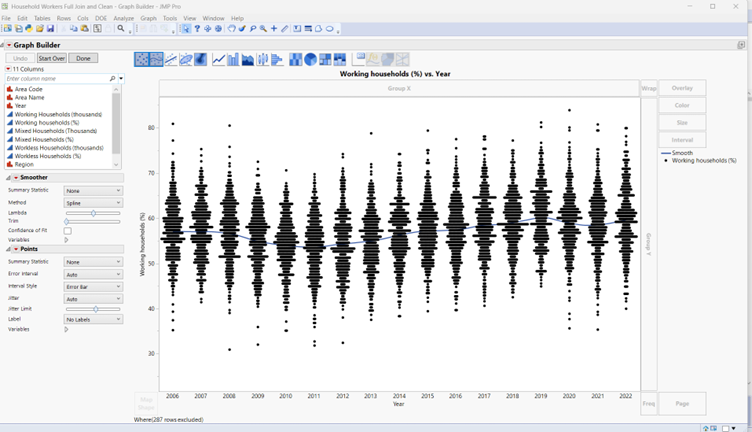 Household Workers Full Join and Clean - Graph Builder - JMP Pro
File Edit Tables Rows Cols DOE Analyze Graph Tools View Window Help
Graph Builder
Undo Start Over Done
11 Columns
Enter column name
Area Code
Area Name
Year
Working Households (thousands)
Working households (%)
Mixed Households (Thousands)
Mixed Households (%)
Workless Households (thousands)
Workless Households (%)
Region
Smoother
Summary Statistic None
Method Spline
Lambda
Trim
Confidence of Fit
Variables
Points
Summary Statistic None
Error Interval Auto
Interval Style Error Bar
Jitter Auto
Jitter Limit
Label No Labels
Variables
Working households (%) vs. Year
Group X
Wrap
Overlay
Color
Size
Interval
Smooth
Working households (%)
80
70
60
50
40
30
Working households (%)
Group Y
2006 2007 2008 2009 2010 2011 2012 2013 2014 2015 2016 2017 2018 2019 2020 2021 2022
Year
Map Shape
Freq
Page
Where(287 rows excluded)